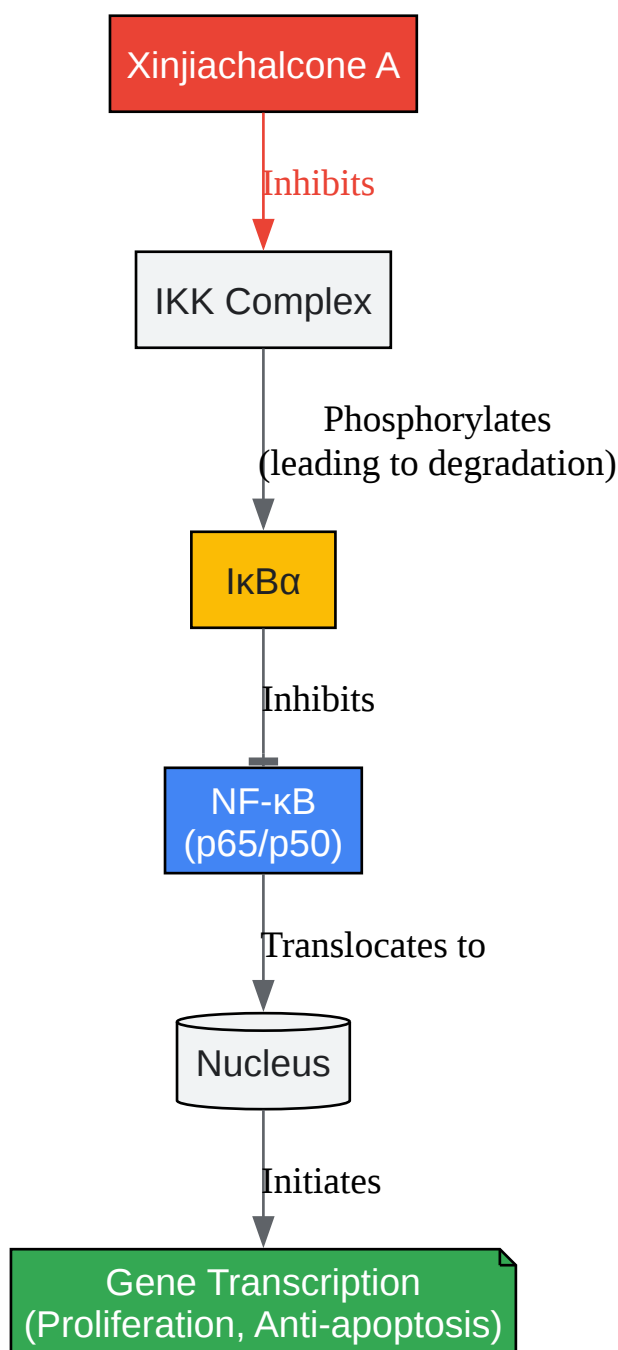 Xinjiachalcone A
Inhibits
IKK Complex
Phosphorylates
(leading to degradation)
IκBα
Inhibits
NF-κB
(p65/p50)
Translocates to
Nucleus
Initiates
Gene Transcription
(Proliferation, Anti-apoptosis)